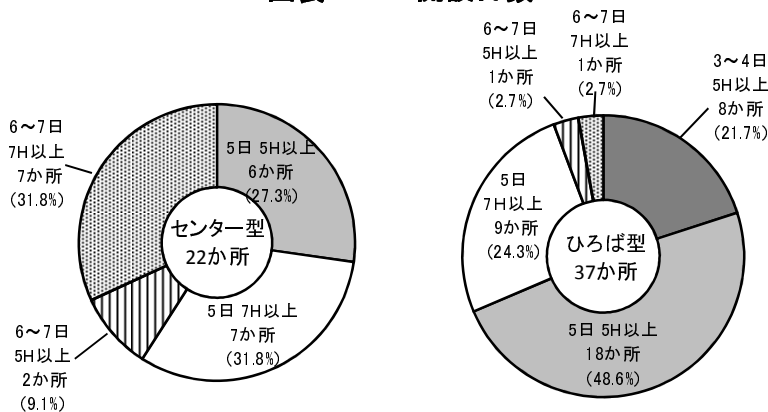 6～7日
7H以上
7か所
(31.8%)
5日 5H以上
6か所
(27.3%)
センター型
22か所
5日 7H以上
7か所
(31.8%)
6～7日
5H以上
2か所
(9.1%)
6～7日
5H以上
1か所
(2.7%)
6～7日
7H以上
1か所
(2.7%)
3～4日
5H以上
8か所
(21.7%)
5日
7H以上
9か所
(24.3%)
ひろば型
37か所
5日 5H以上
18か所
(48.6%)